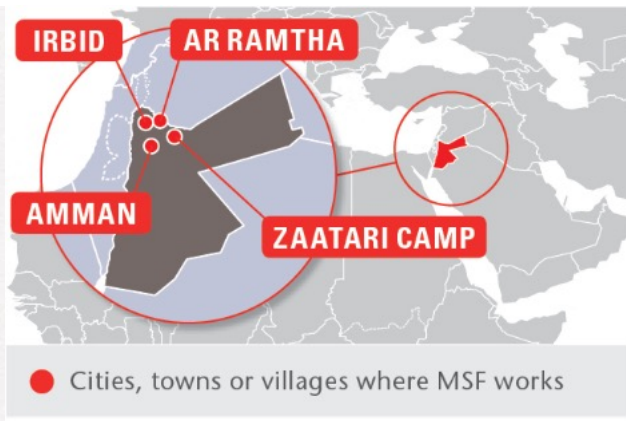 IRBID
AR RAMTHA
AMMAN
ZAATARI CAMP
Cities, towns or villages where MSF works